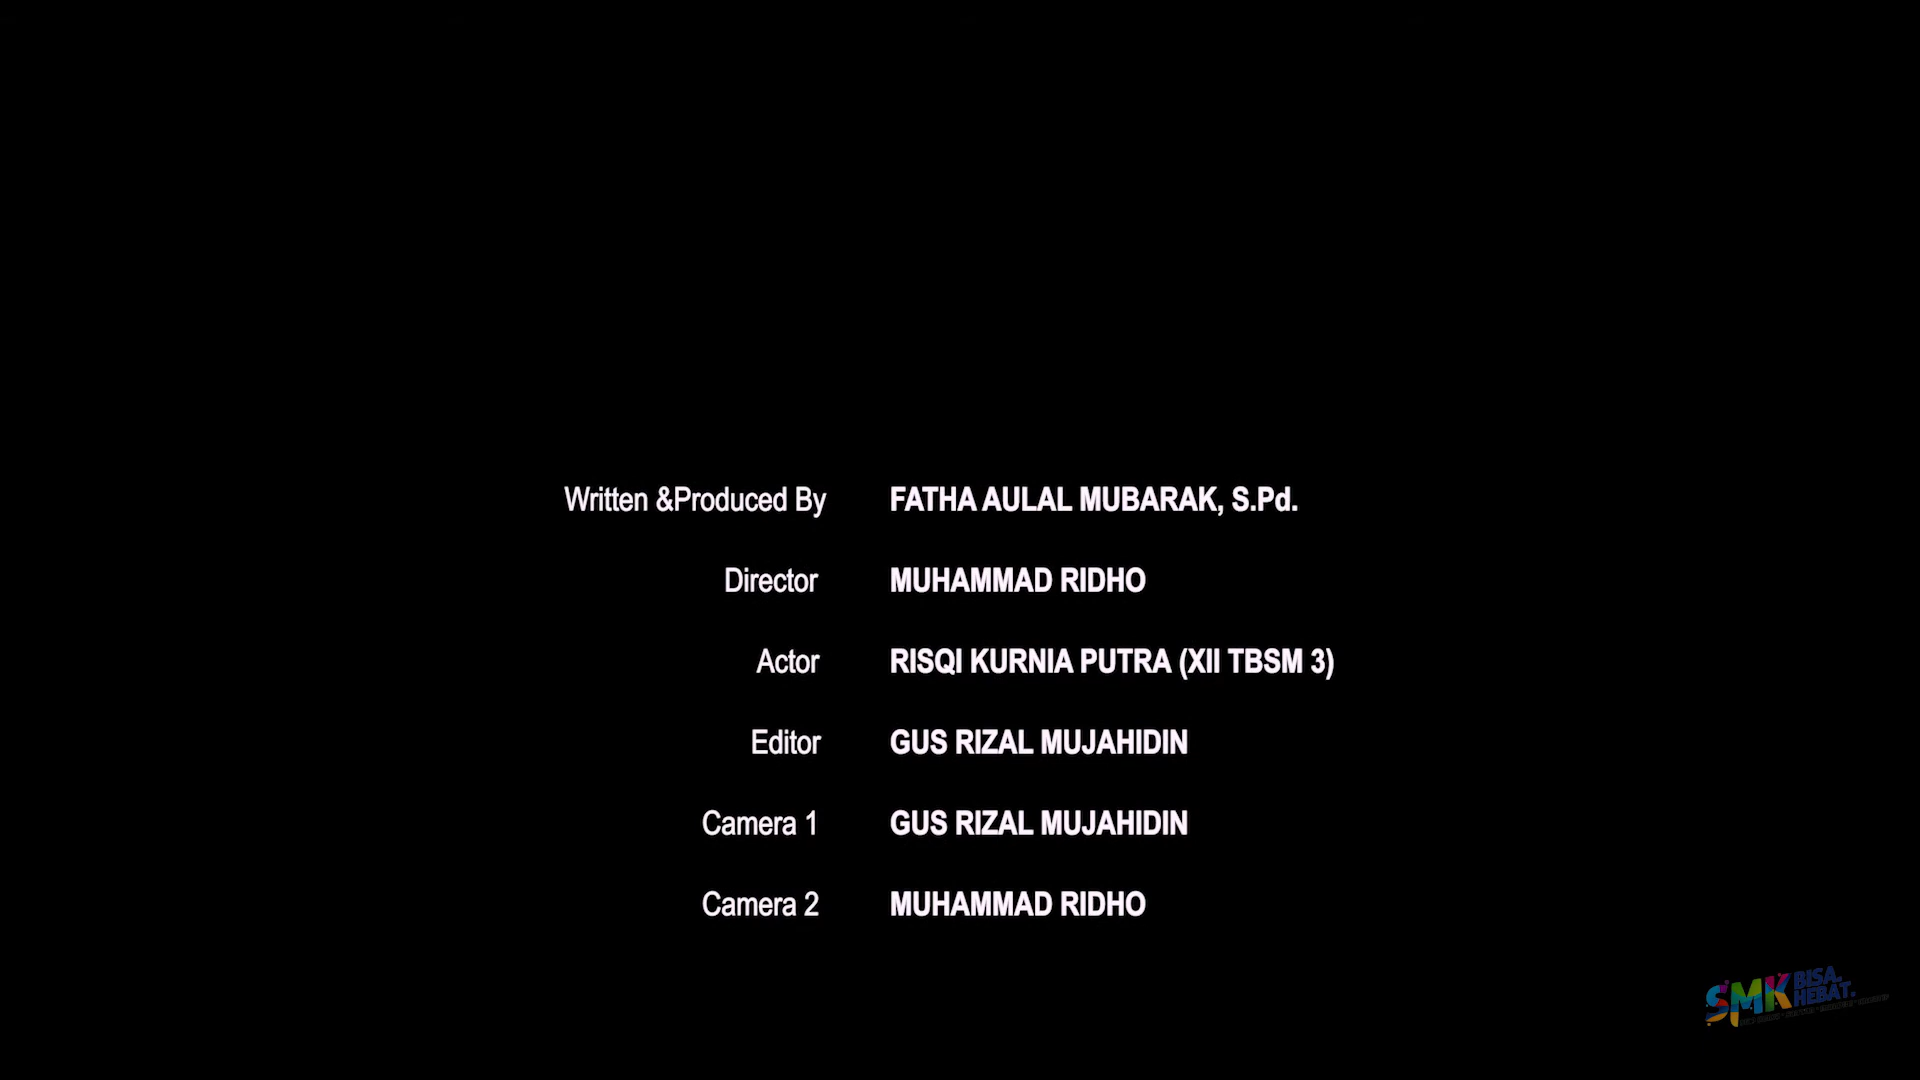 Written &Produced By FATHA AULAL MUBARAK, S.Pd.
Director MUHAMMAD RIDHO
Actor RISQI KURNIA PUTRA (XII TBSM 3)
Editor GUS RIZAL MUJAHIDIN
Camera 1 GUS RIZAL MUJAHIDIN
Camera 2 MUHAMMAD RIDHO
SMK BISA.
HEBAT.